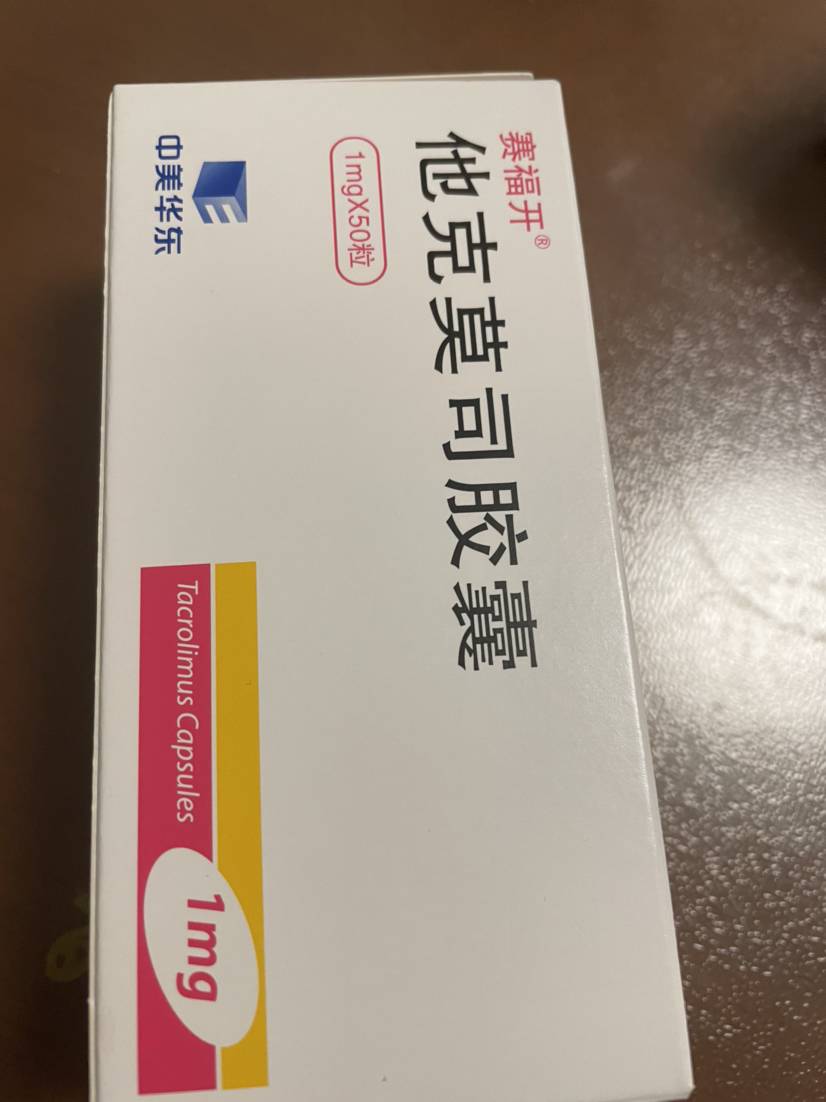 赛福开®
他克莫司胶囊
1mgX50粒
中美华东
Tacrolimus Capsules
1mg